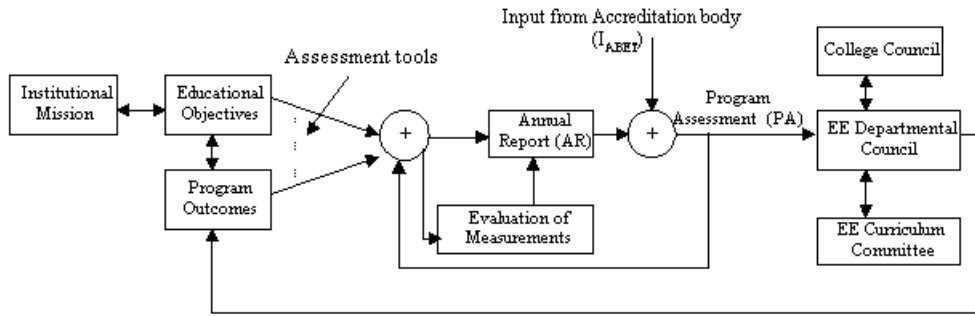 Input from Accreditation body
(I_ABET)
College Council
Assessment tools
Institutional
Mission
Educational
Objectives
+
Annual
Report (AR)
+
Program
Assessment (PA)
EE Departmental
Council
Program
Outcomes
Evaluation of
Measurements
EE Curriculum
Committee